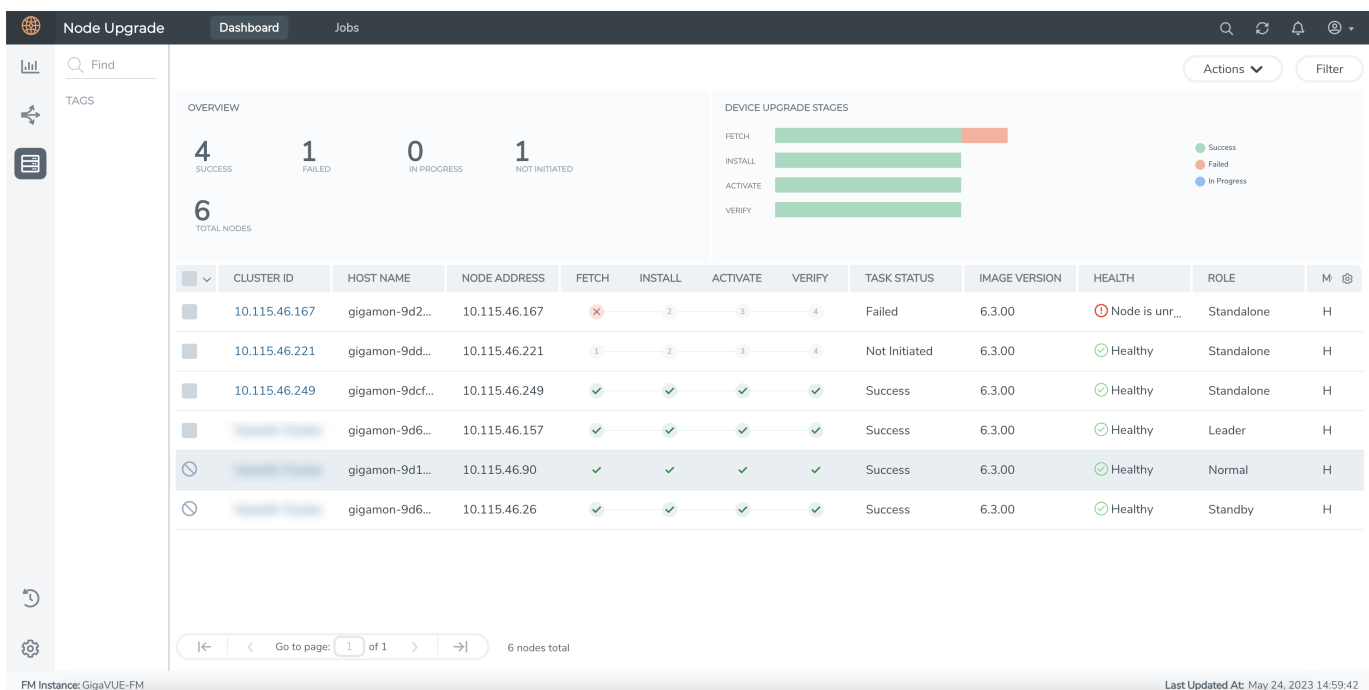 Node Upgrade Dashboard Jobs
Find
Actions Filter
TAGS
OVERVIEW
4 1 0 1
SUCCESS FAILED IN PROGRESS NOT INITIATED
6
TOTAL NODES
DEVICE UPGRADE STAGES
FETCH
INSTALL
ACTIVATE
VERIFY
Success
Failed
In Progress
CLUSTER ID HOST NAME NODE ADDRESS FETCH INSTALL ACTIVATE VERIFY TASK STATUS IMAGE VERSION HEALTH ROLE
10.115.46.167 gigamon-9d2... 10.115.46.167 2 3 4 Failed 6.3.00 Node is unr... Standalone H
10.115.46.221 gigamon-9dd... 10.115.46.221 1 2 3 4 Not Initiated 6.3.00 Healthy Standalone H
10.115.46.249 gigamon-9dcf... 10.115.46.249 Success 6.3.00 Healthy Standalone H
gigamon-9d6... 10.115.46.157 Success 6.3.00 Healthy Leader H
gigamon-9d1... 10.115.46.90 Success 6.3.00 Healthy Normal H
gigamon-9d6... 10.115.46.26 Success 6.3.00 Healthy Standby H
Go to page: 1 of 1 6 nodes total
FM Instance: GigaVUE-FM Last Updated At: May 24, 2023 14:59:42